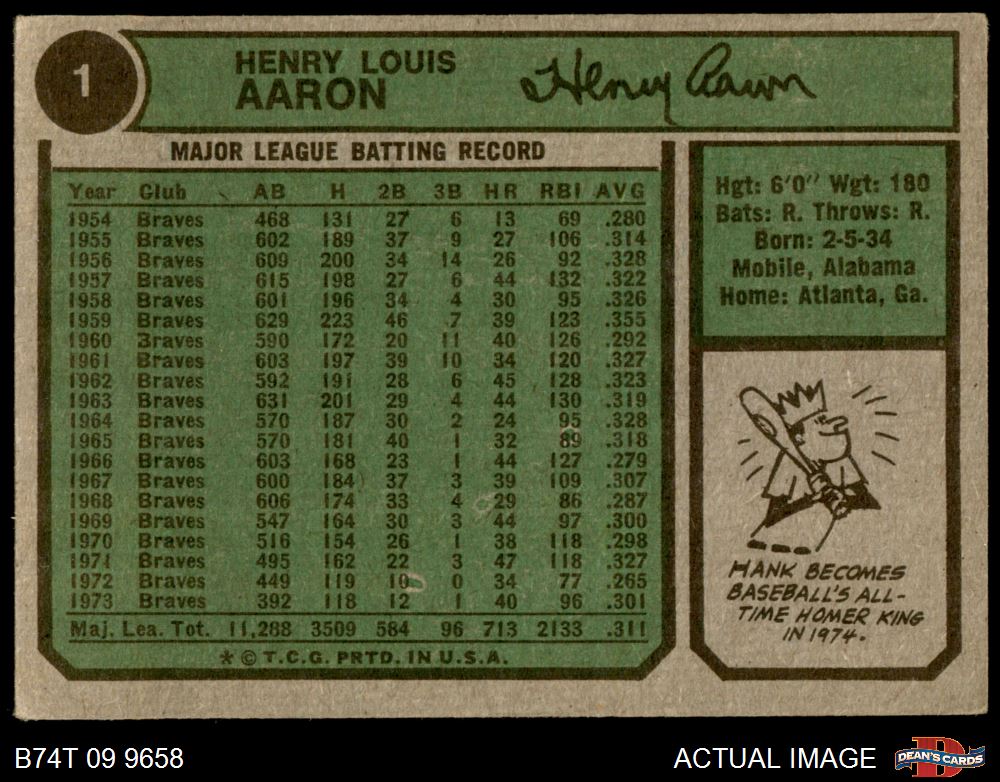 1
HENRY LOUIS
AARON
Henry Aaron
MAJOR LEAGUE BATTING RECORD
Year Club AB H 2B 3B HR RBI AVG
1954 Braves 468 131 27 6 13 69 .280
1955 Braves 602 189 37 9 27 106 .314
1956 Braves 609 200 34 14 26 92 .328
1957 Braves 615 198 27 6 44 132 .322
1958 Braves 601 196 34 4 30 95 .326
1959 Braves 629 223 46 7 39 123 .355
1960 Braves 590 172 20 11 40 126 .292
1961 Braves 603 197 39 10 34 120 .327
1962 Braves 592 191 28 6 45 128 .323
1963 Braves 631 201 29 4 44 130 .319
1964 Braves 570 187 30 2 24 95 .328
1965 Braves 570 181 40 1 32 89 .318
1966 Braves 603 168 23 1 44 127 .279
1967 Braves 600 184 37 3 39 109 .307
1968 Braves 606 174 33 4 29 86 .287
1969 Braves 547 164 30 3 44 97 .300
1970 Braves 516 154 26 1 38 118 .298
1971 Braves 495 162 22 3 47 118 .327
1972 Braves 449 119 10 0 34 77 .265
1973 Braves 392 118 12 1 40 96 .301
Maj. Lea. Tot. 11,288 3509 584 96 713 2133 .311
* © T.C.G. PRTD. IN U.S.A.
Hgt: 6'0" Wgt: 180
Bats: R. Throws: R.
Born: 2-5-34
Mobile, Alabama
Home: Atlanta, Ga.
HANK BECOMES
BASEBALL'S ALL-
TIME HOMER KING
IN 1974.
B74T 09 9658
ACTUAL IMAGE
DEAN'S CARDS